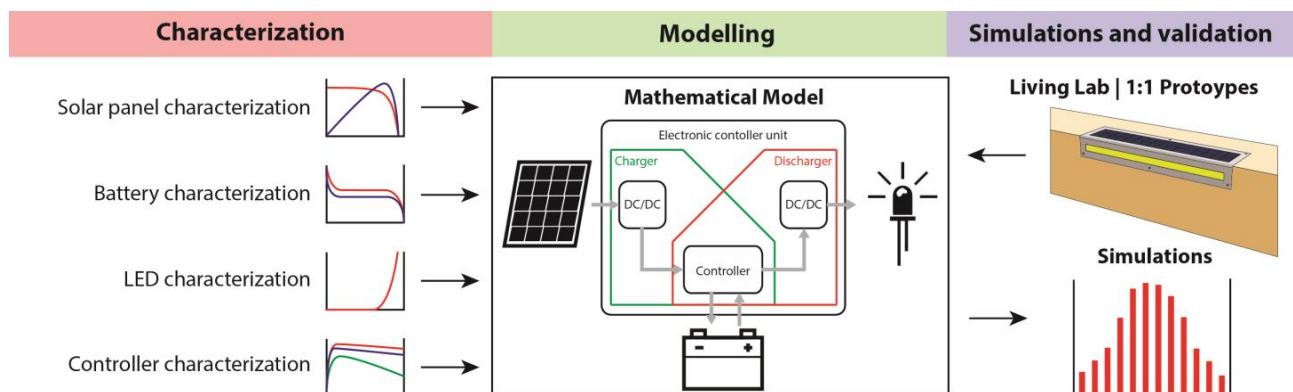 Characterization
Modelling
Simulations and validation
Solar panel characterization
Battery characterization
LED characterization
Controller characterization
Mathematical Model
Electronic contoller unit
Charger
Discharger
DC/DC
DC/DC
Controller
- +
Living Lab | 1:1 Protoypes
Simulations